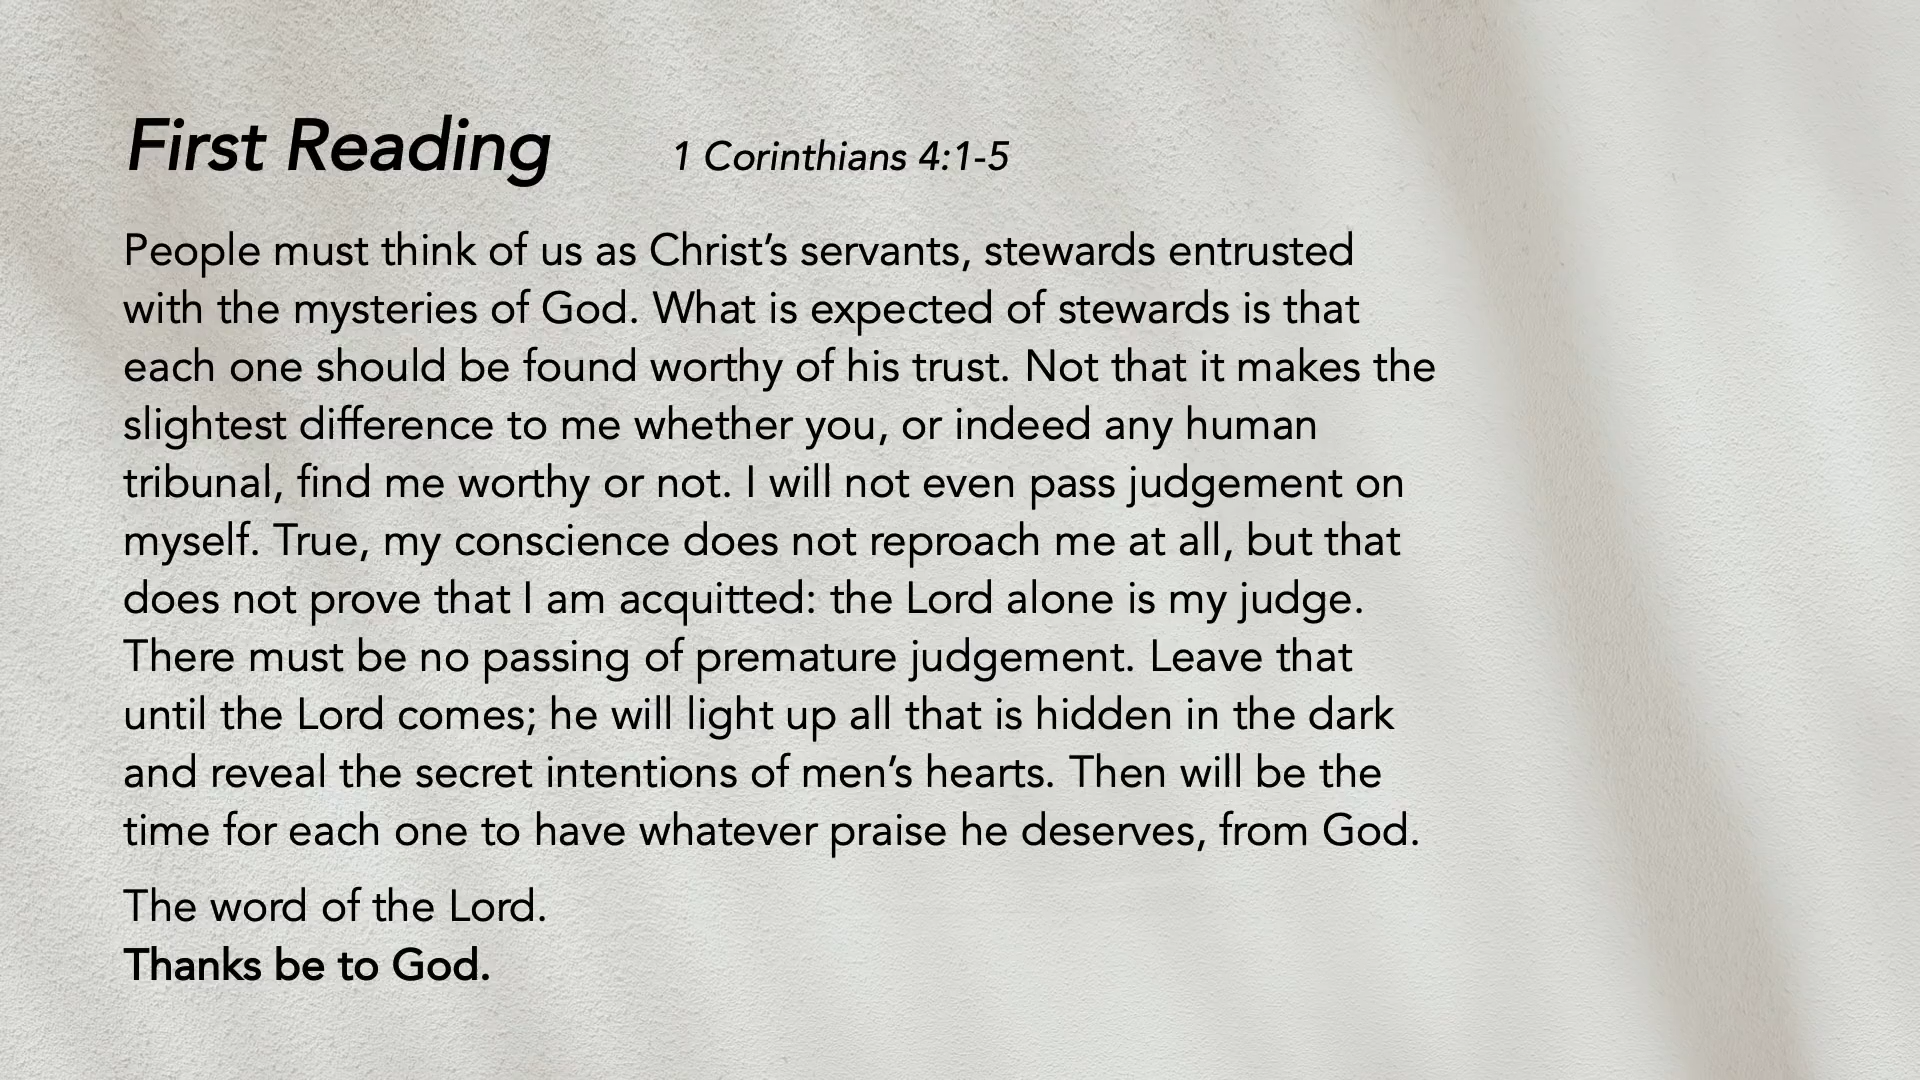 First Reading 1 Corinthians 4:1-5
People must think of us as Christ’s servants, stewards entrusted
with the mysteries of God. What is expected of stewards is that
each one should be found worthy of his trust. Not that it makes the
slightest difference to me whether you, or indeed any human
tribunal, find me worthy or not. I will not even pass judgement on
myself. True, my conscience does not reproach me at all, but that
does not prove that I am acquitted: the Lord alone is my judge.
There must be no passing of premature judgement. Leave that
until the Lord comes; he will light up all that is hidden in the dark
and reveal the secret intentions of men’s hearts. Then will be the
time for each one to have whatever praise he deserves, from God.
The word of the Lord.
Thanks be to God.